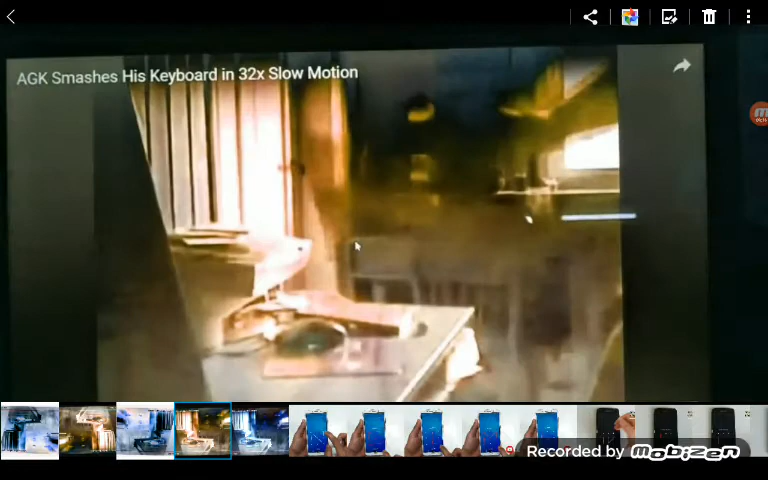 AGK Smashes His Keyboard in 32x Slow Motion
Recorded by mobizen